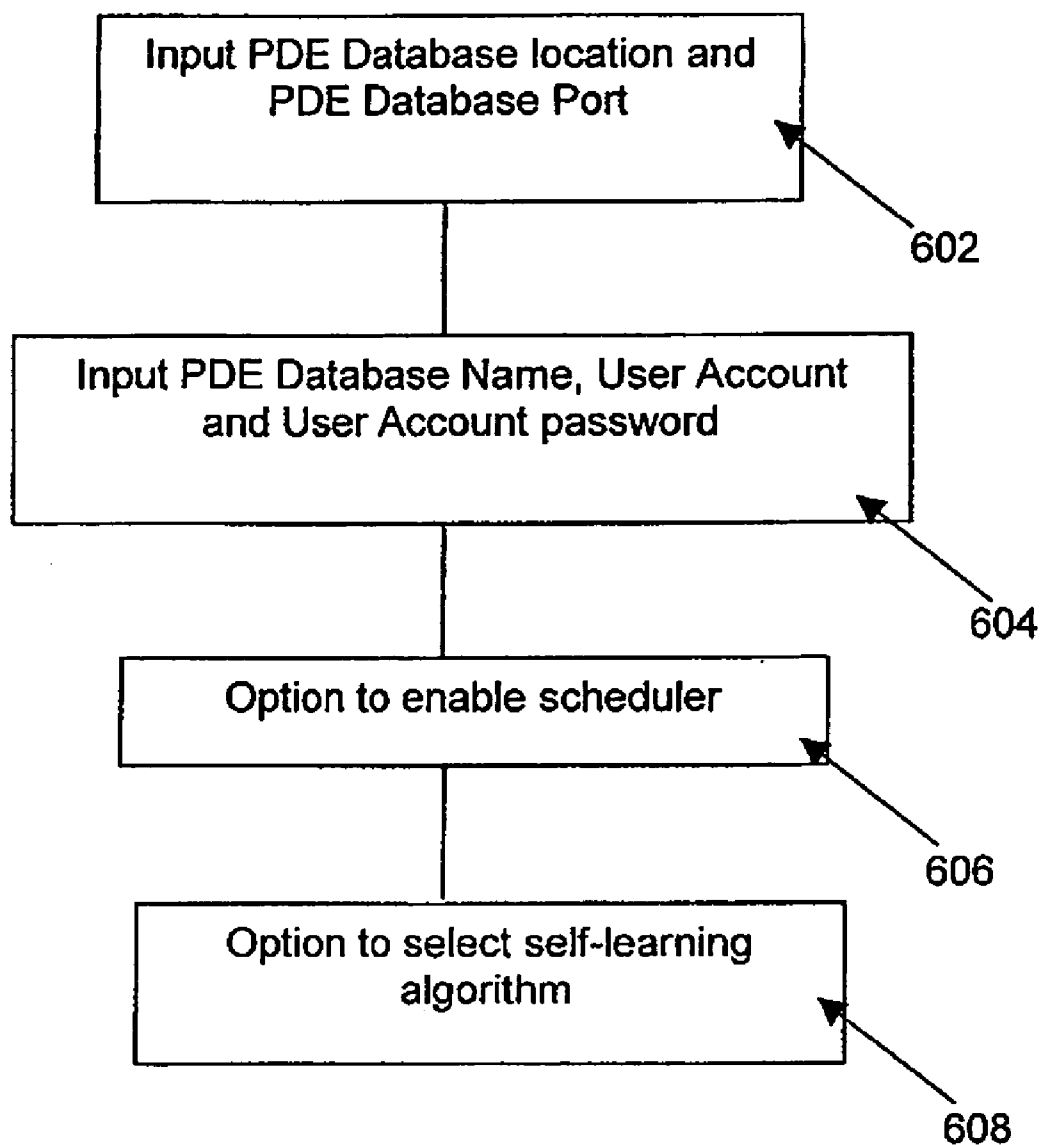 Input PDE Database location and
PDE Database Port
602
Input PDE Database Name, User Account
and User Account password
604
Option to enable scheduler
606
Option to select self-learning
algorithm
608